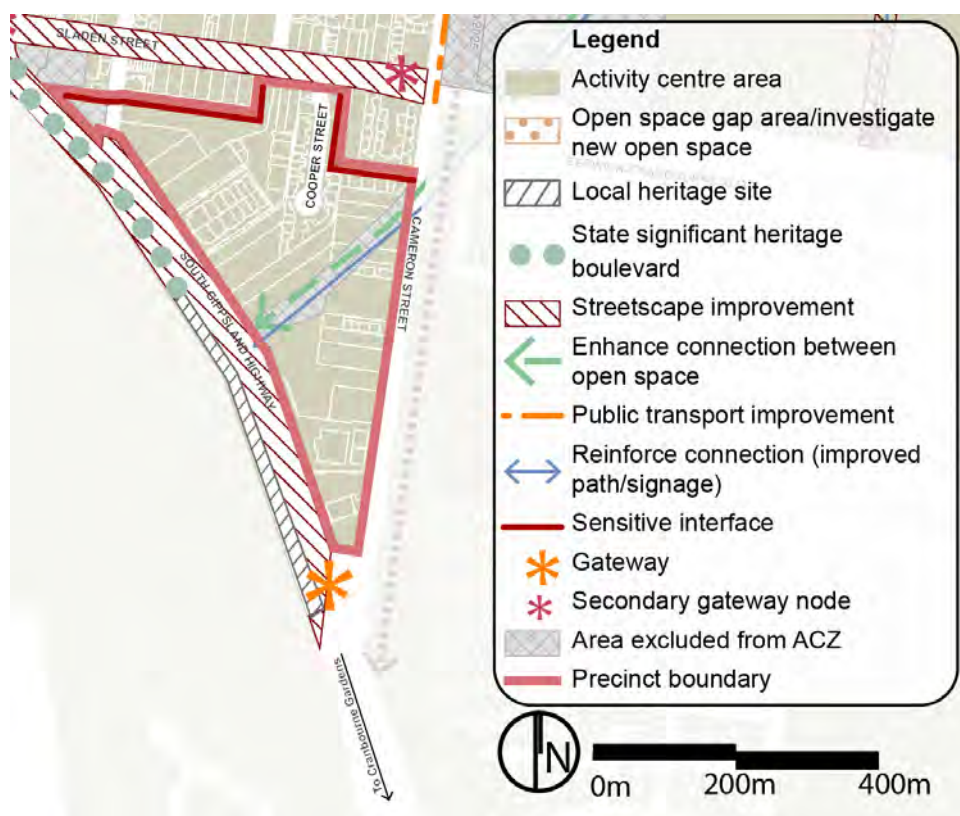 SLADEN STREET
COOPER STREET
CAMERON STREET
SOUTH GIPPSLAND HIGHWAY
To Cranbourne Gardens
Legend
Activity centre area
Open space gap area/investigate
new open space
Local heritage site
State significant heritage
boulevard
Streetscape improvement
Enhance connection between
open space
Public transport improvement
Reinforce connection (improved
path/signage)
Sensitive interface
Gateway
Secondary gateway node
Area excluded from ACZ
Precinct boundary
N
0m
200m
400m